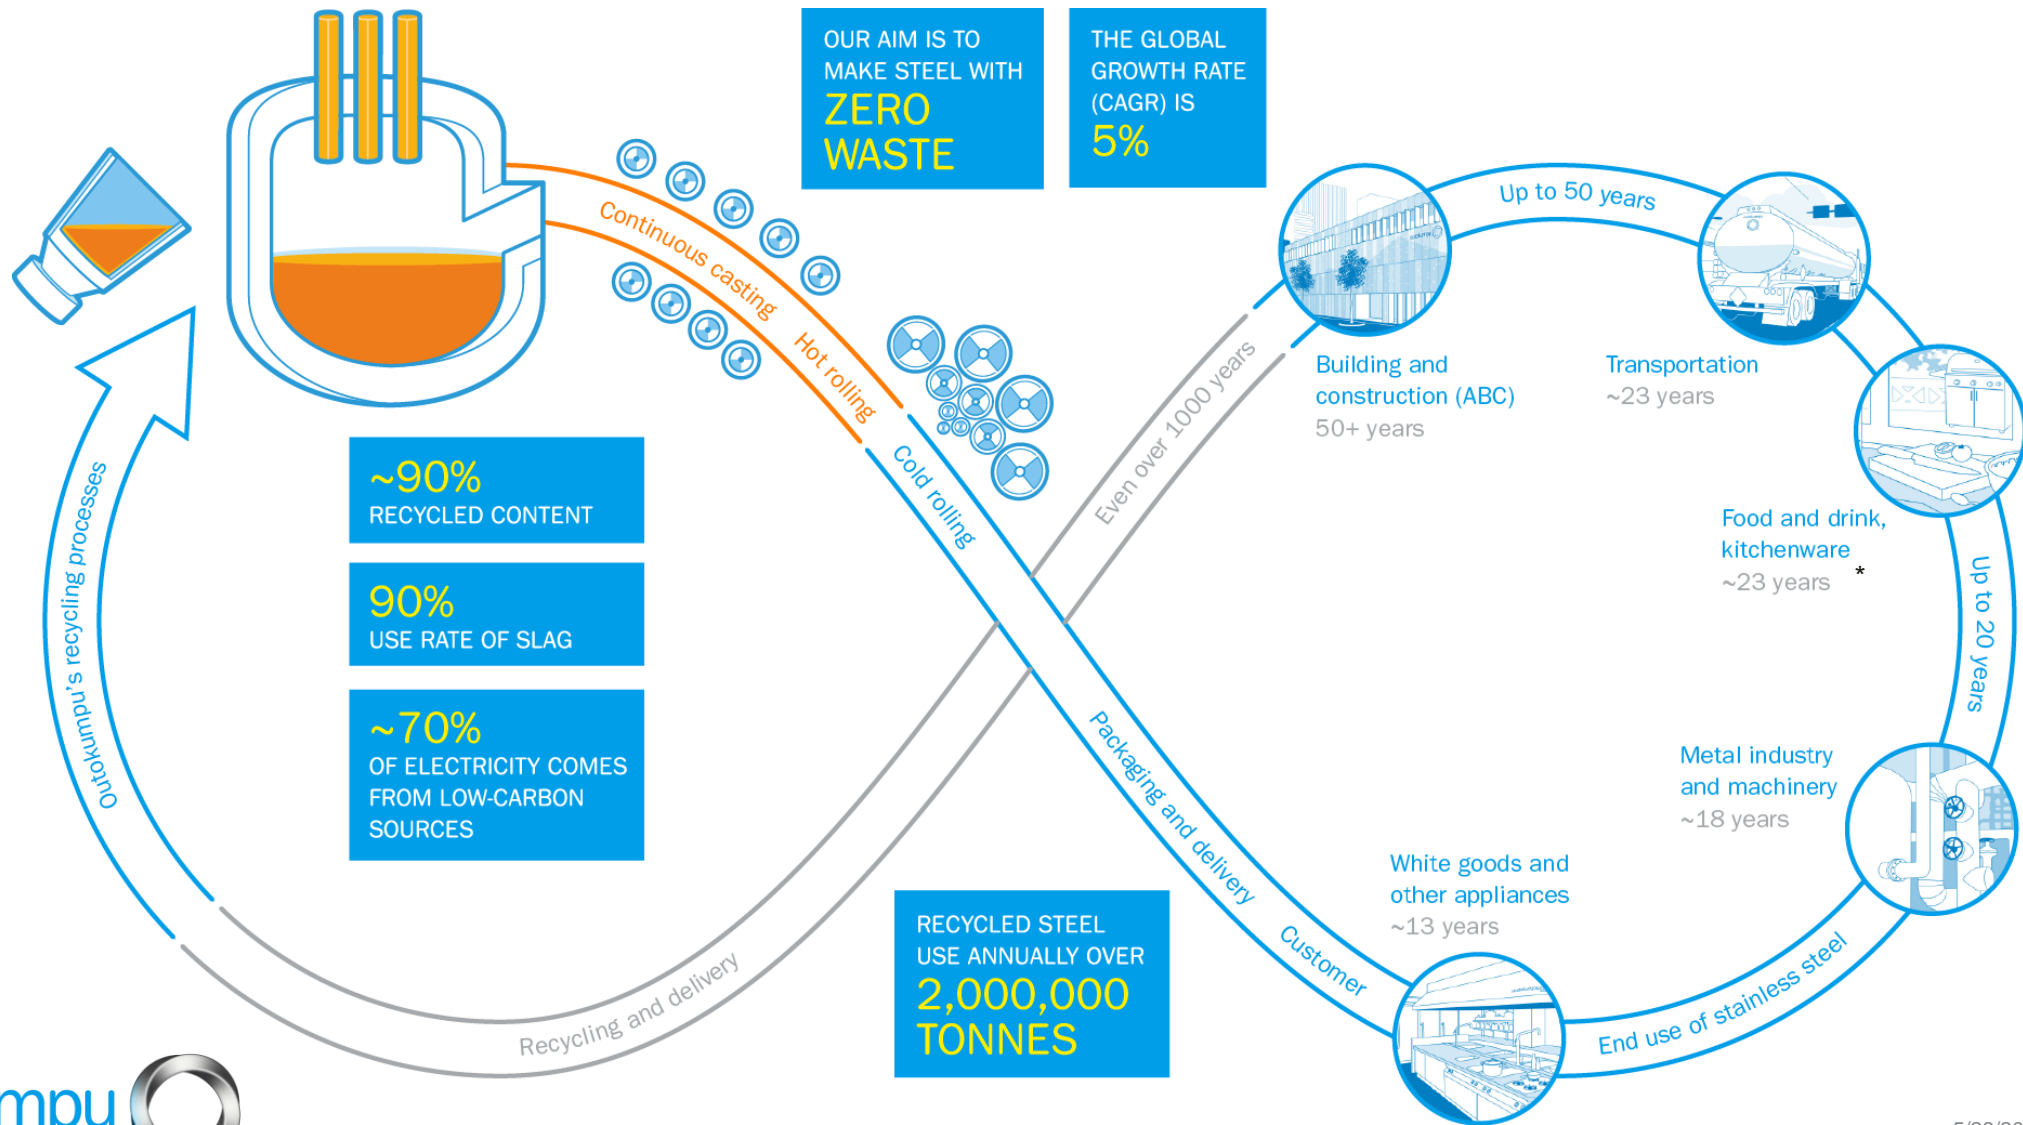 OUR AIM IS TO
MAKE STEEL WITH
ZERO
WASTE
THE GLOBAL
GROWTH RATE
(CAGR) IS
5%
Continuous casting
Hot rolling
Cold rolling
Packaging and delivery
Customer
End use of stainless steel
Up to 20 years
Up to 50 years
Even over 1000 years
Recycling and delivery
Outokumpu's recycling processes
~90%
RECYCLED CONTENT
90%
USE RATE OF SLAG
~70%
OF ELECTRICITY COMES
FROM LOW-CARBON
SOURCES
RECYCLED STEEL
USE ANNUALLY OVER
2,000,000
TONNES
Building and
construction (ABC)
50+ years
Transportation
~23 years
Food and drink,
kitchenware
~23 years *
Metal industry
and machinery
~18 years
White goods and
other appliances
~13 years
mpu